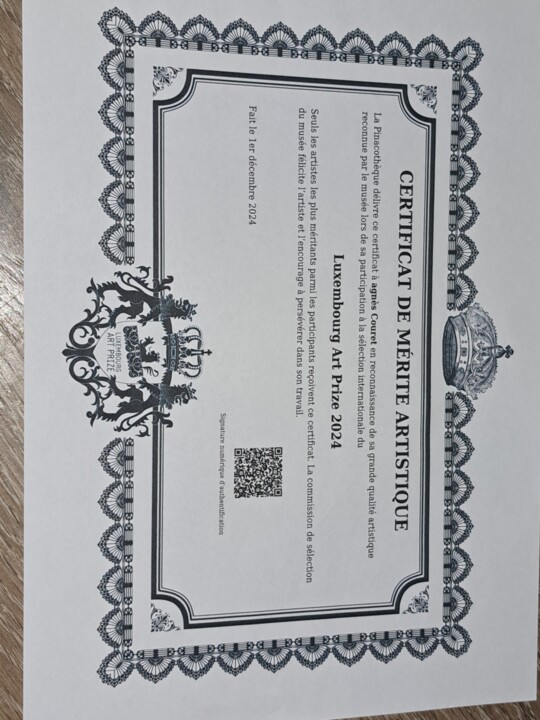 CERTIFICAT DE MÉRITE ARTISTIQUE
La Pinacothèque délivre ce certificat à agnès Couret en reconnaissance de sa grande qualité artistique
reconnue par le musée lors de sa participation à la sélection internationale du
Luxembourg Art Prize 2024
Seuls les artistes les plus méritants parmi les participants reçoivent ce certificat. La commission de sélection
du musée félicite l'artiste et l'encourage à persévérer dans son travail.
Fait le 1er décembre 2024
Signature numérique d'authentification
LUXEMBOURG
ART PRIZE